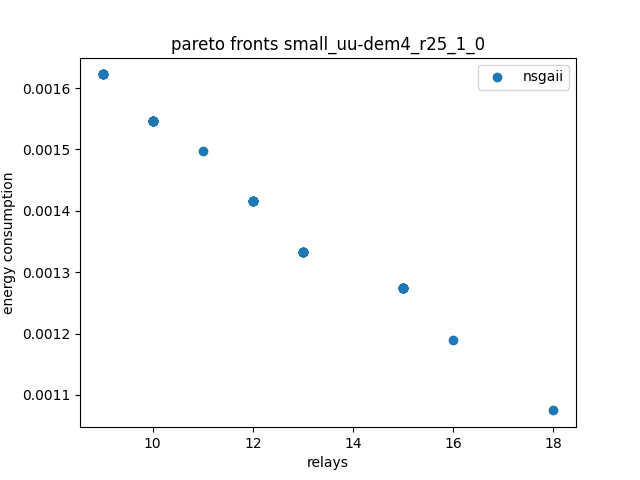 pareto fronts small_uu-dem4_r25_1_0
nsgaii
energy consumption
0.0016
0.0015
0.0014
0.0013
0.0012
0.0011
10
12
14
16
18
relays